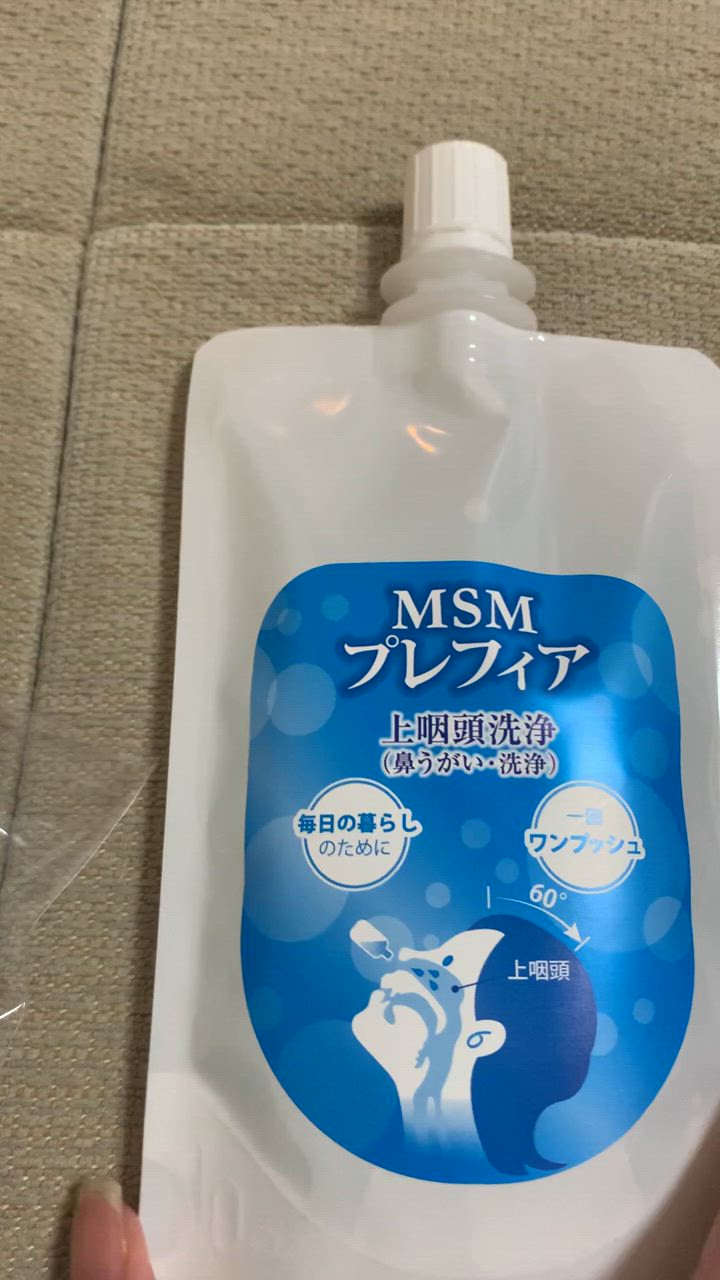 MSM
プレフィア
上咽頭洗浄
(鼻うがい・洗浄)
毎日の暮らし
のために
一回
ワンプッシュ
60°
上咽頭